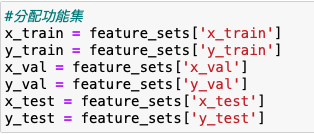 #分配功能集
x_train = feature_sets['x_train']
y_train = feature_sets['y_train']
x_val = feature_sets['x_val']
y_val = feature_sets['y_val']
x_test = feature_sets['x_test']
y_test = feature_sets['y_test']